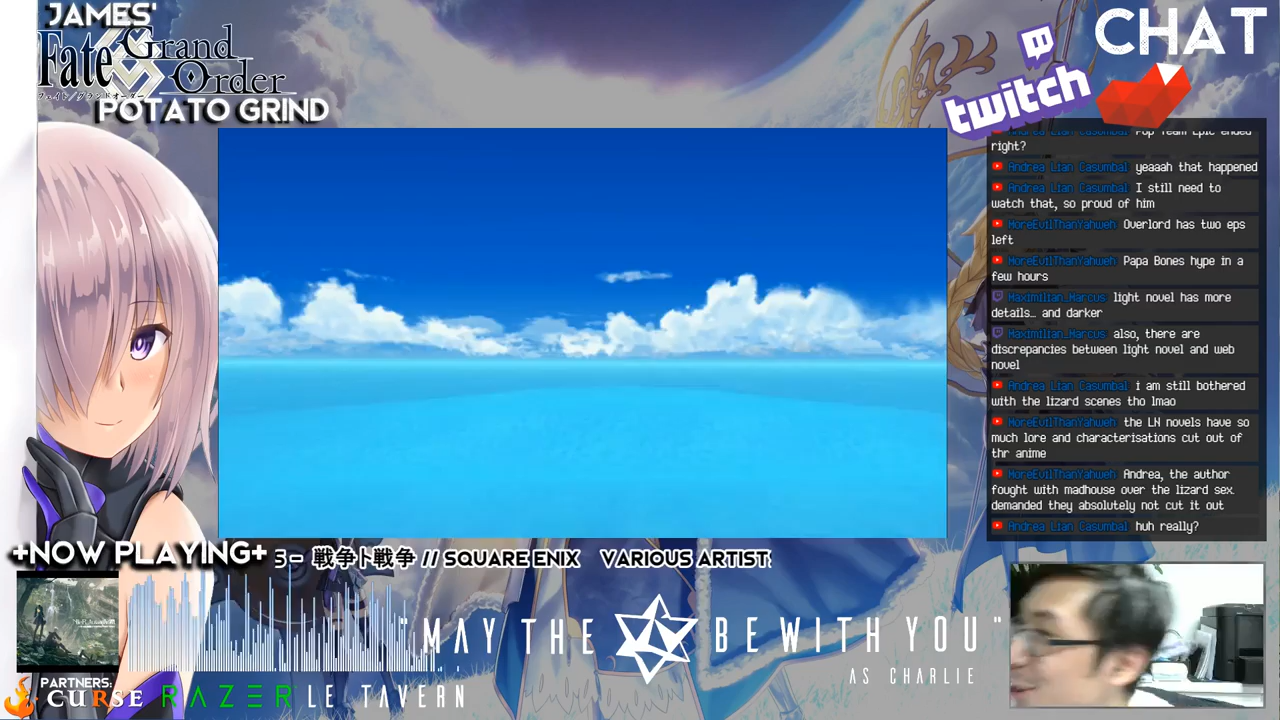 JAMES'
Fate Grand Order
フェイト/グランドオーダー
POTATO GRIND
CHAT
twitch
Andrea Lian Casumbal: Pop Team Epic ended
right?
Andrea Lian Casumbal: yeaaah that happened
Andrea Lian Casumbal: I still need to
watch that, so proud of him
MoreEvilThanYahweh: Overlord has two eps
left
MoreEvilThanYahweh: Papa Bones hype in a
few hours
Maximilian_Marcus: light novel has more
details… and darker
Maximilian_Marcus: also, there are
discrepancies between light novel and web
novel
Andrea Lian Casumbal: i am still bothered
with the lizard scenes tho lmao
MoreEvilThanYahweh: the LN novels have so
much lore and characterisations cut out of
thr anime
MoreEvilThanYahweh: Andrea, the author
fought with madhouse over the lizard sex.
demanded they absolutely not cut it out
Andrea Lian Casumbal: huh really?
+NOW PLAYING+
S - 戦争ト戦争 // SQUARE ENIX VARIOUS ARTIST
"MAY THE BE WITH YOU"
AS CHARLIE
PARTNERS:
CURSE RAZER LE TAVERN